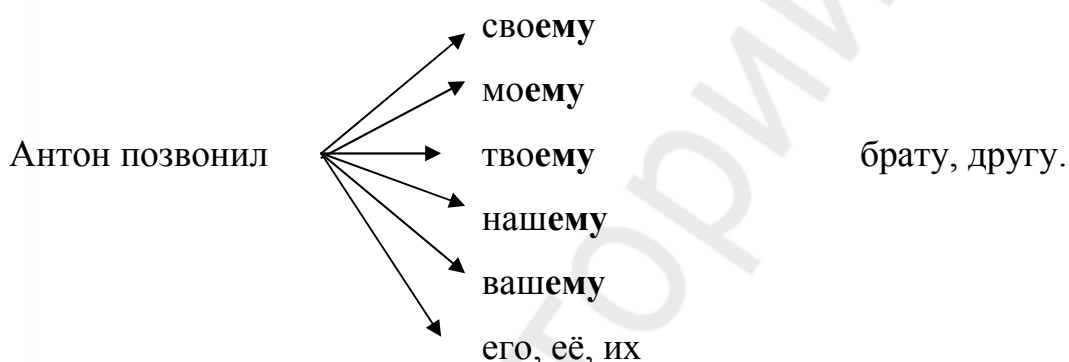 своему
моему
Антон позвонил твоему брату, другу.
нашему
вашему
его, её, их